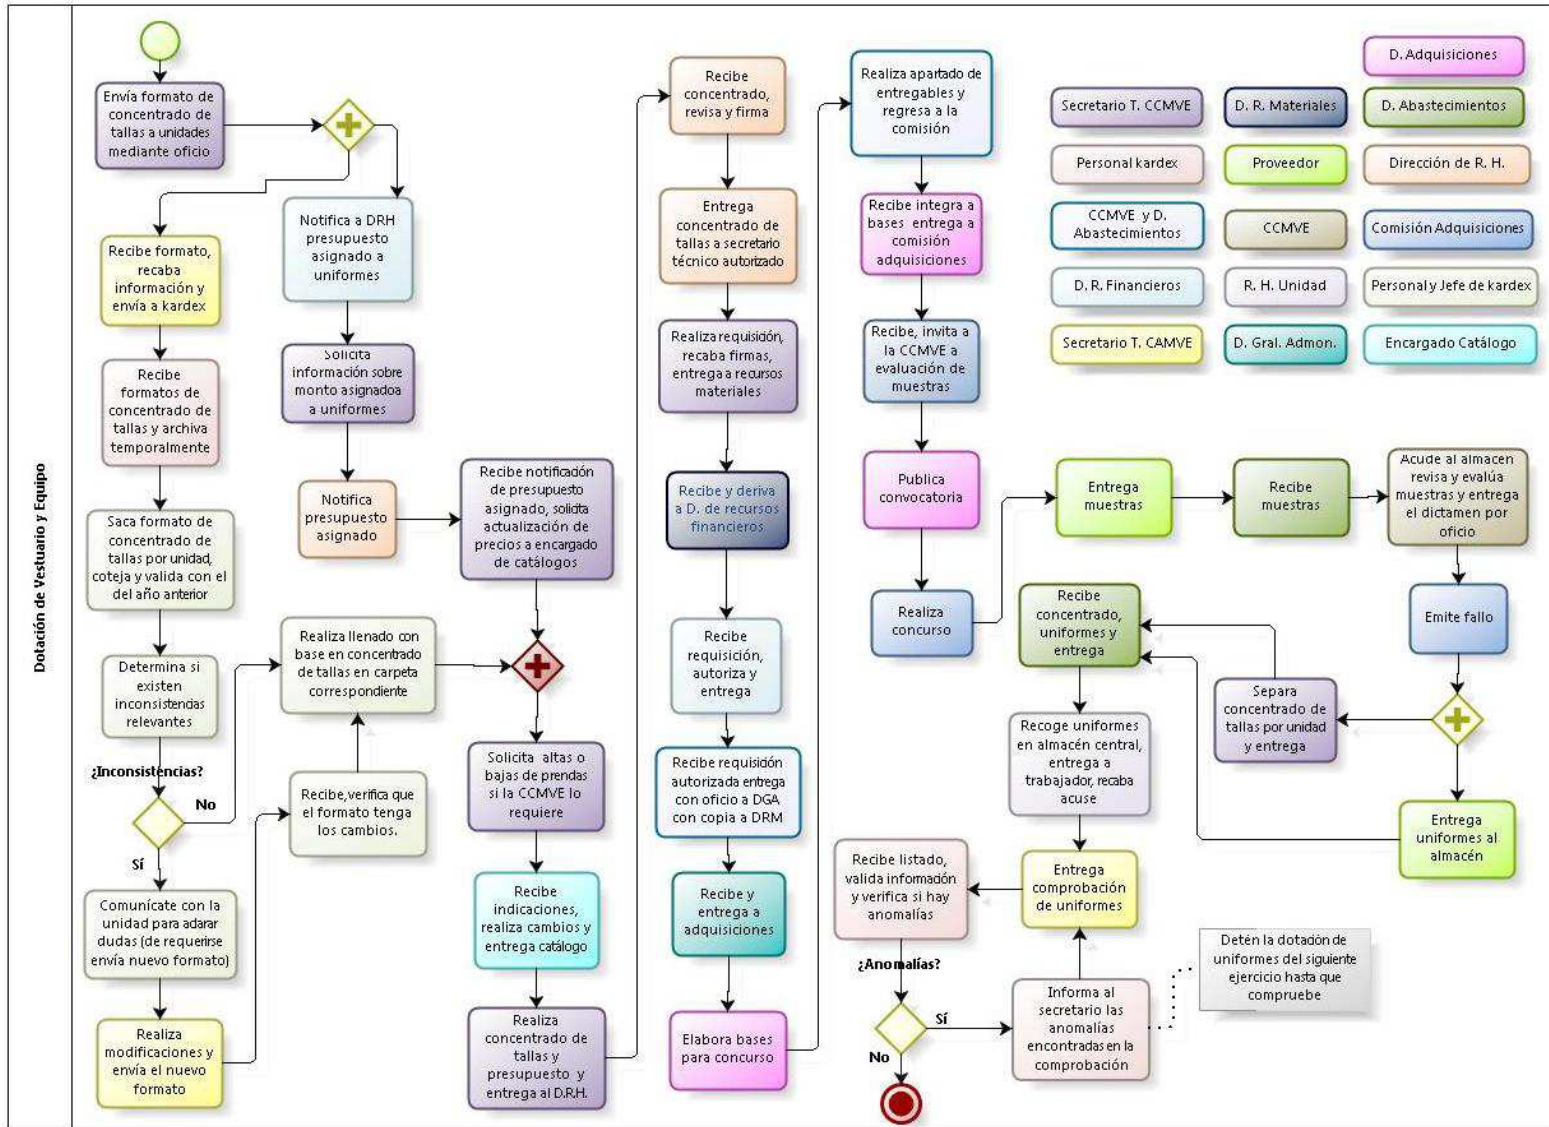 Dotación de Vestuario y Equipo
Envía formato de
concentrado de
tallas a unidades
mediante oficio
Recibe formato,
recaba
información y
envía a kardex
Recibe
formatos de
concentrado de
tallas y archiva
temporalmente
Saca formato de
concentrado de
tallas por unidad,
coteja y valida con el
del año anterior
Determina si
existen
inconsistencias
relevantes
¿Inconsistencias?
No
Sí
Comunícate con la
unidad para aclarar
dudas (de requerirse
envía nuevo formato)
Realiza
modificaciones y
envía el nuevo
formato
Notifica a DRH
presupuesto
asignado a
uniformes
Solicita
información sobre
monto asignadoa
a uniformes
Notifica
presupuesto
asignado
Realiza llenado con
base en concentrado
de tallas en carpeta
correspondiente
Recibe,verifica que
el formato tenga
los cambios.
Recibe notificación
de presupuesto
asignado, solicita
actualización de
precios a encargado
de catálogos
Solicita altas o
bajas de prendas
si la CCMVE lo
requiere
Recibe
indicaciones,
realiza cambios y
entrega catálogo
Realiza
concentrado de
tallas y
presupuesto y
entrega al D.R.H.
Recibe
concentrado,
revisa y firma
Entrega
concentrado de
tallas a secretario
técnico autorizado
Realiza requisición,
recaba firmas,
entrega a recursos
materiales
Recibe y deriva
a D. de recursos
financieros
Recibe
requisición,
autoriza y
entrega
Recibe requisición
autorizada entrega
con oficio a DGA
con copia a DRM
Recibe y
entrega a
adquisiciones
Elabora bases
para concurso
Realiza apartado de
entregables y
regresa a la
comisión
Recibe integra a
bases entrega a
comisión
adquisiciones
Recibe, invita a
la CCMVE a
evaluación de
muestras
Publica
convocatoria
Realiza
concurso
Entrega
muestras
Recibe
muestras
Acude al almacen
revisa y evalúa
muestras y entrega
el dictamen por
oficio
Emite fallo
Separa
concentrado de
tallas por unidad
y entrega
Entrega
uniformes al
almacén
Recibe
concentrado,
uniformes y
entrega
Recoge uniformes
en almacén central,
entrega a
trabajador, recaba
acuse
Entrega
comprobación
de uniformes
Recibe listado,
valida información
y verifica si hay
anomalías
¿Anomalías?
Sí
No
Informa al
secretario las
anomalías
encontradas en la
comprobación
Detén la dotación de
uniformes del siguiente
ejercicio hasta que
compruebe
D. Adquisiciones
Secretario T. CCMVE
D. R. Materiales
D. Abastecimientos
Personal kardex
Proveedor
Dirección de R. H.
CCMVE y D.
Abastecimientos
CCMVE
Comisión Adquisiciones
D. R. Financieros
R. H. Unidad
Personal y Jefe de kardex
Secretario T. CAMVE
D. Gral. Admon.
Encargado Catálogo